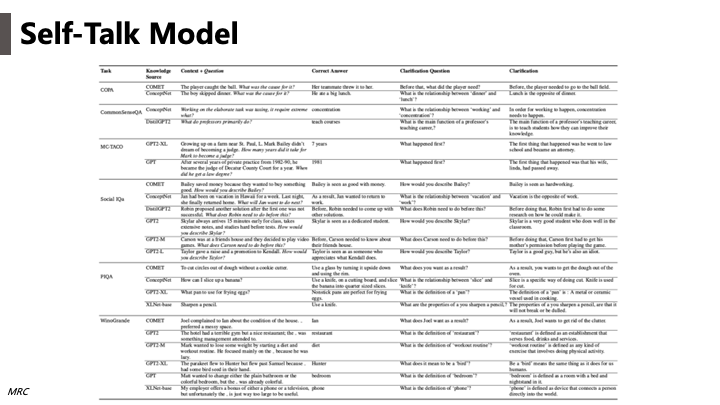 Self-Talk Model
Task Knowledge Context + Question Correct Answer Clarification Question Clarification
Source
COPA COMET The player caught the ball. What was the cause for it? Her teammate threw it to her. Before, that, what did the player need? Before, the player needed to go to the ball field.
ConceptNet The boy skipped dinner. What was the cause for it? He ate a big lunch. What is the relationship between 'dinner' and Lunch is the opposite of dinner
'lunch'?
CommonSenseQA ConceptNet Working on the elaborate task was taxing, it require extreme concentration What is the relationship between 'working' and In order for working to happen, concentration
what? 'concentration'? needs to happen.
DistilGPT2 What do professors primarily do? teach courses What is the main function of a professor's The main function of a professor's teaching career,
teaching career,? is to teach students how they can improve their
knowledge.
MC-TACO GPT2-XL Growing up on a farm near St. Paul, L. Mark Bailey didn't 7 years What happened first? The first thing that happened was he went to law
dream of becoming a judge. How many years did it take for school and became an attorney.
Mark to become a judge?
GPT After several years of private practice from 1982-90, he 1981 What happened first? The first thing that happened was that his wife,
became the judge of Decatur County Court for a year. When linda, had passed away.
did he get a law degree?
Social IQa COMET Bailey saved money because they wanted to buy something Bailey is seen as good with money. How would you describe Bailey? Bailey is seen as hardworking.
good. How would you describe Bailey?
ConceptNet Jan had been on vacation in Hawaii for a week. Last night, As a result, Jan wanted to return to What is the relationship between 'vacation' and Vacation is the opposite of week.
she finally returned home. What will Jan want to do next? work. 'work'?
DistilGPT2 Robin proposed another solution after the first one was not Before, Robin needed to come up with What does Robin need to do before this? Before doing that, Robin first had to do some
successful. What does Robin need to do before this? other solutions. research on how he could make it.
GPT2 Skylar always arrives 15 minutes early for class, takes Skylar is seen as a dedicated student. How would you describe Skylar? Skylar is a very good student who does well in the
extensive notes, and studies hard before tests. How would classroom.
you describe Skylar?
GPT2-M Carson was at a friends house and they decided to play video Before, Carson needed to know about What does Carson need to do before this? Before doing that, Carson first had to get his
games. What does Carson need to do before this? their friends house. mother's permission before playing the game.
GPT2-L Taylor gave a raise and a promotion to Kendall. How would Taylor is seen as as someone who How would you describe Taylor? Taylor is a good guy, but he's also an idiot.
you describe Taylor? appreciates what Kendall does.
PIQA COMET To cut circles out of dough without a cookie cutter. Use a glass by turning it upside down What does you want as a result? As a result, you want to get the dough out of the
and using the rim. oven.
ConceptNet How can I slice up a banana? Use a knife, on a cutting board, and slice What is the relationship between 'slice' and Slice is a specific way of doing cut. Knife is used
the banana into quarter sized slices. 'knife'? for cut.
GPT2-XL What pan to use for frying eggs? Nonstick pans are perfect for frying What is the definition of a 'pan'? The definition of a 'pan' is : A metal or ceramic
eggs. vessel used in cooking.
XLNet-base Sharpen a pencil. Use a knife. What are the properties of a you sharpen a pencil,? The properties of a you sharpen a pencil, are that it
will not break or be dulled.
WinoGrande COMET Joel complained to Ian about the condition of the house. , Ian What does Joel want as a result? As a result, Joel wants to get rid of the clutter.
preferred a messy space.
GPT2 The hotel had a terrible gym but a nice restaurant, the , was restaurant What is the definition of 'restaurant'? 'restaurant' is defined as an establishment that
something management attended to. serves food, drinks and services.
GPT2-M Mark wanted to lose some weight by starting a diet and diet What is the definition of 'workout routine'? 'workout routine' is defined as any kind of
workout routine. He focused mainly on the , because he was exercise that involves doing physical activity.
lazy.
GPT2-XL The parakeet flew to Hunter but flew past Samuel because , Hunter What does it mean to be a 'bird'? Be a 'bird' means the same thing as it does for us
had some bird seed in their hand. humans.
GPT Matt wanted to change either the plain bathroom or the bedroom What is the definition of 'bedroom'? 'bedroom' is defined as a room with a bed and
colorful bedroom, but the , was already colorful. nightstand in it.
XLNet-base My employer offers a bonus of either a phone or a television, phone What is the definition of 'phone'? 'phone' is defined as device that connects a person
but unfortunately the , is just way too large to be useful. directly into the world.
MRC